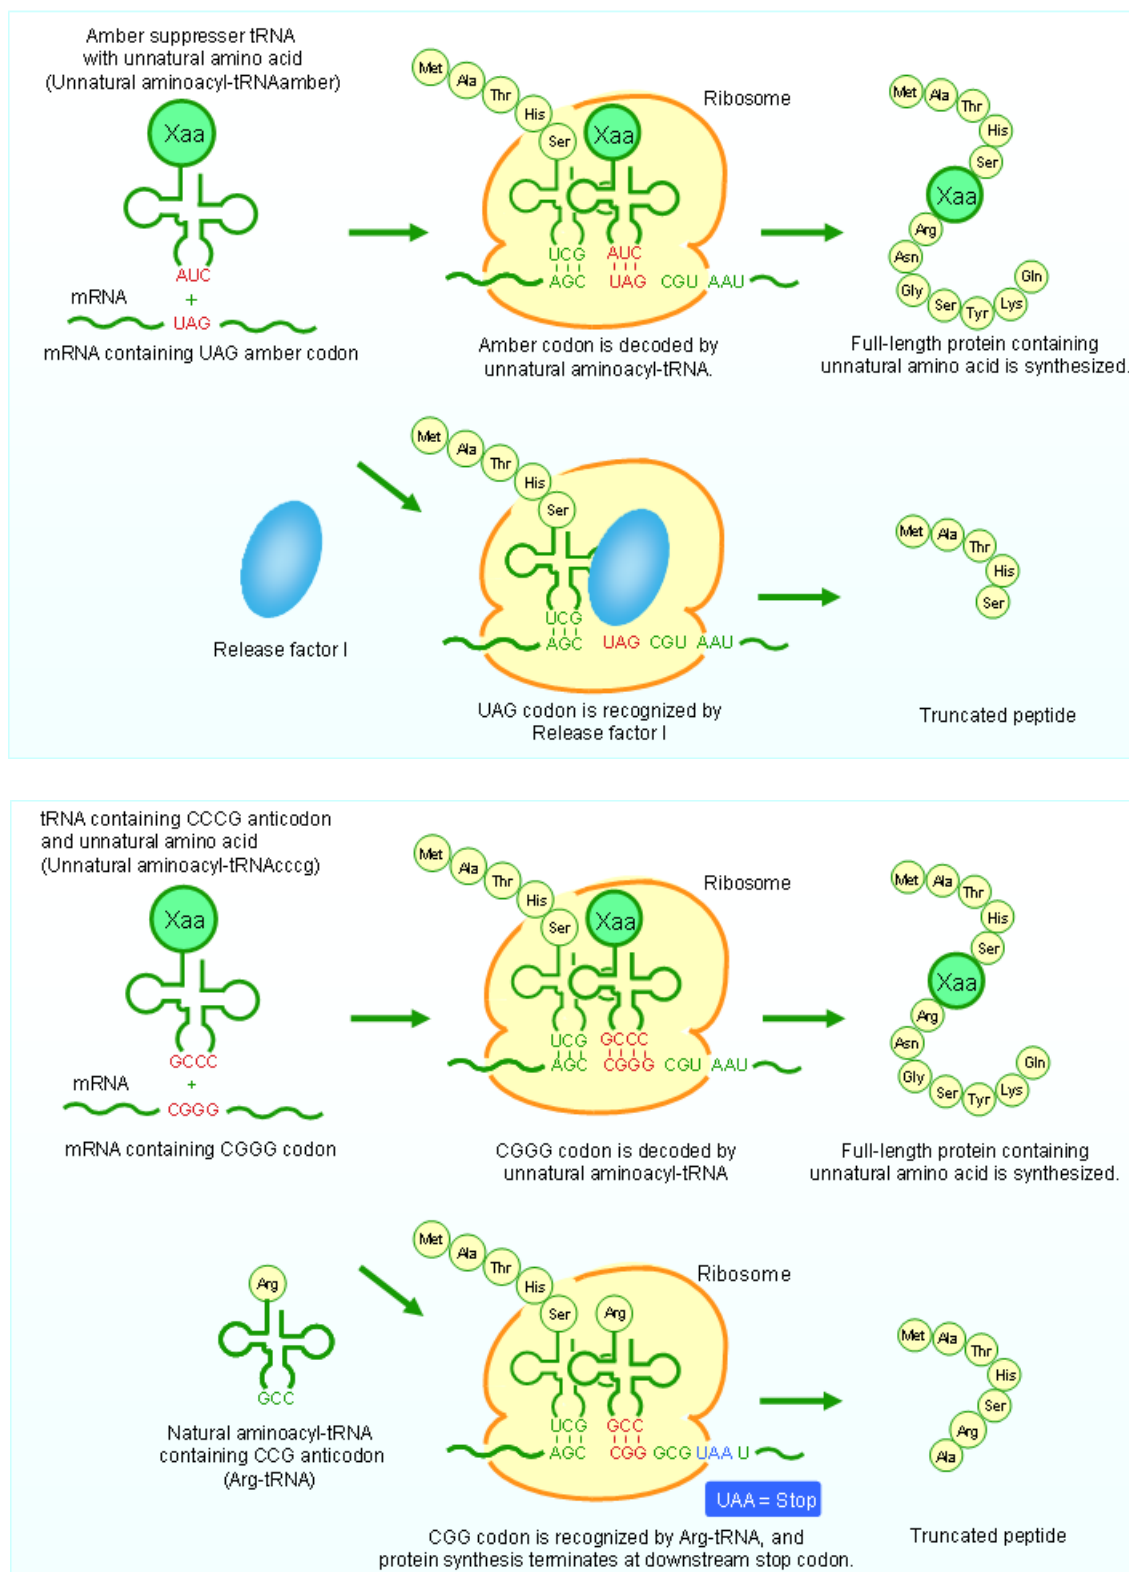 Amber suppresser tRNA
with unnatural amino acid
(Unnatural aminoacyl-tRNAamber)
Xaa
AUC
+
mRNA
UAG
mRNA containing UAG amber codon
Met
Ala
Thr
His
Ser
Xaa
Ribosome
UCG AUC
AGC UAG CGU AAU
Amber codon is decoded by
unnatural aminoacyl-tRNA.
Met
Ala
Thr
His
Ser
Xaa
Arg
Asn
Gly
Ser
Tyr
Lys
Gln
Full-length protein containing
unnatural amino acid is synthesized.
Release factor I
Met
Ala
Thr
His
Ser
UCG
AGC UAG CGU AAU
UAG codon is recognized by
Release factor I
Met
Ala
Thr
His
Ser
Truncated peptide
tRNA containing CCCG anticodon
and unnatural amino acid
(Unnatural aminoacyl-tRNAcccg)
Xaa
GCCC
+
mRNA
CGGG
mRNA containing CGGG codon
Met
Ala
Thr
His
Ser
Xaa
Ribosome
UCG GCCC
AGC CGGG CGU AAU
CGGG codon is decoded by
unnatural aminoacyl-tRNA
Met
Ala
Thr
His
Ser
Xaa
Arg
Asn
Gly
Ser
Tyr
Lys
Gln
Full-length protein containing
unnatural amino acid is synthesized.
Arg
GCC
Natural aminoacyl-tRNA
containing CCG anticodon
(Arg-tRNA)
Met
Ala
Thr
His
Ser
Arg
Ribosome
UCG GCC
AGC CGG GCG UAA U
UAA = Stop
CGG codon is recognized by Arg-tRNA, and
protein synthesis terminates at downstream stop codon.
Met
Ala
Thr
His
Ser
Arg
Ala
Truncated peptide